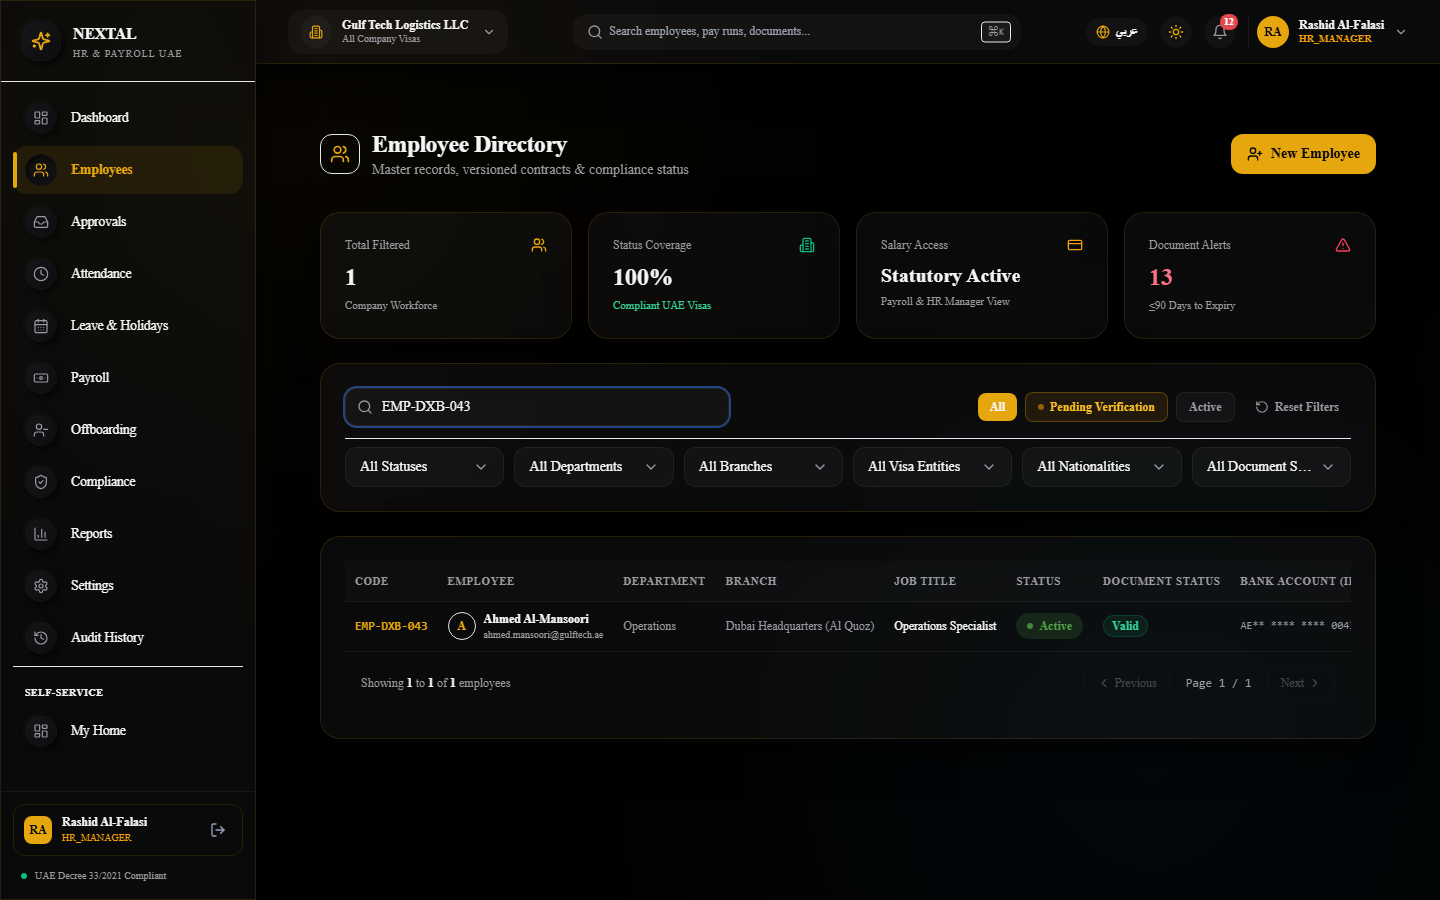 NEXTAL
HR & PAYROLL UAE
Gulf Tech Logistics LLC
All Company Visas
Search employees, pay runs, documents...
⌘K
عربي
12
RA
Rashid Al-Falasi
HR_MANAGER
Dashboard
Employees
Approvals
Attendance
Leave & Holidays
Payroll
Offboarding
Compliance
Reports
Settings
Audit History
SELF-SERVICE
My Home
RA
Rashid Al-Falasi
HR_MANAGER
UAE Decree 33/2021 Compliant
Employee Directory
Master records, versioned contracts & compliance status
New Employee
Total Filtered
1
Company Workforce
Status Coverage
100%
Compliant UAE Visas
Salary Access
Statutory Active
Payroll & HR Manager View
Document Alerts
13
≤90 Days to Expiry
EMP-DXB-043
All
Pending Verification
Active
Reset Filters
All Statuses
All Departments
All Branches
All Visa Entities
All Nationalities
All Document S...
CODE EMPLOYEE DEPARTMENT BRANCH JOB TITLE STATUS DOCUMENT STATUS BANK ACCOUNT
EMP-DXB-043
A
Ahmed Al-Mansoori
ahmed.mansoori@gulftech.ae
Operations
Dubai Headquarters (Al Quoz)
Operations Specialist
Active
Valid
AE** **** **** 004
Showing 1 to 1 of 1 employees
Previous
Page 1 / 1
Next